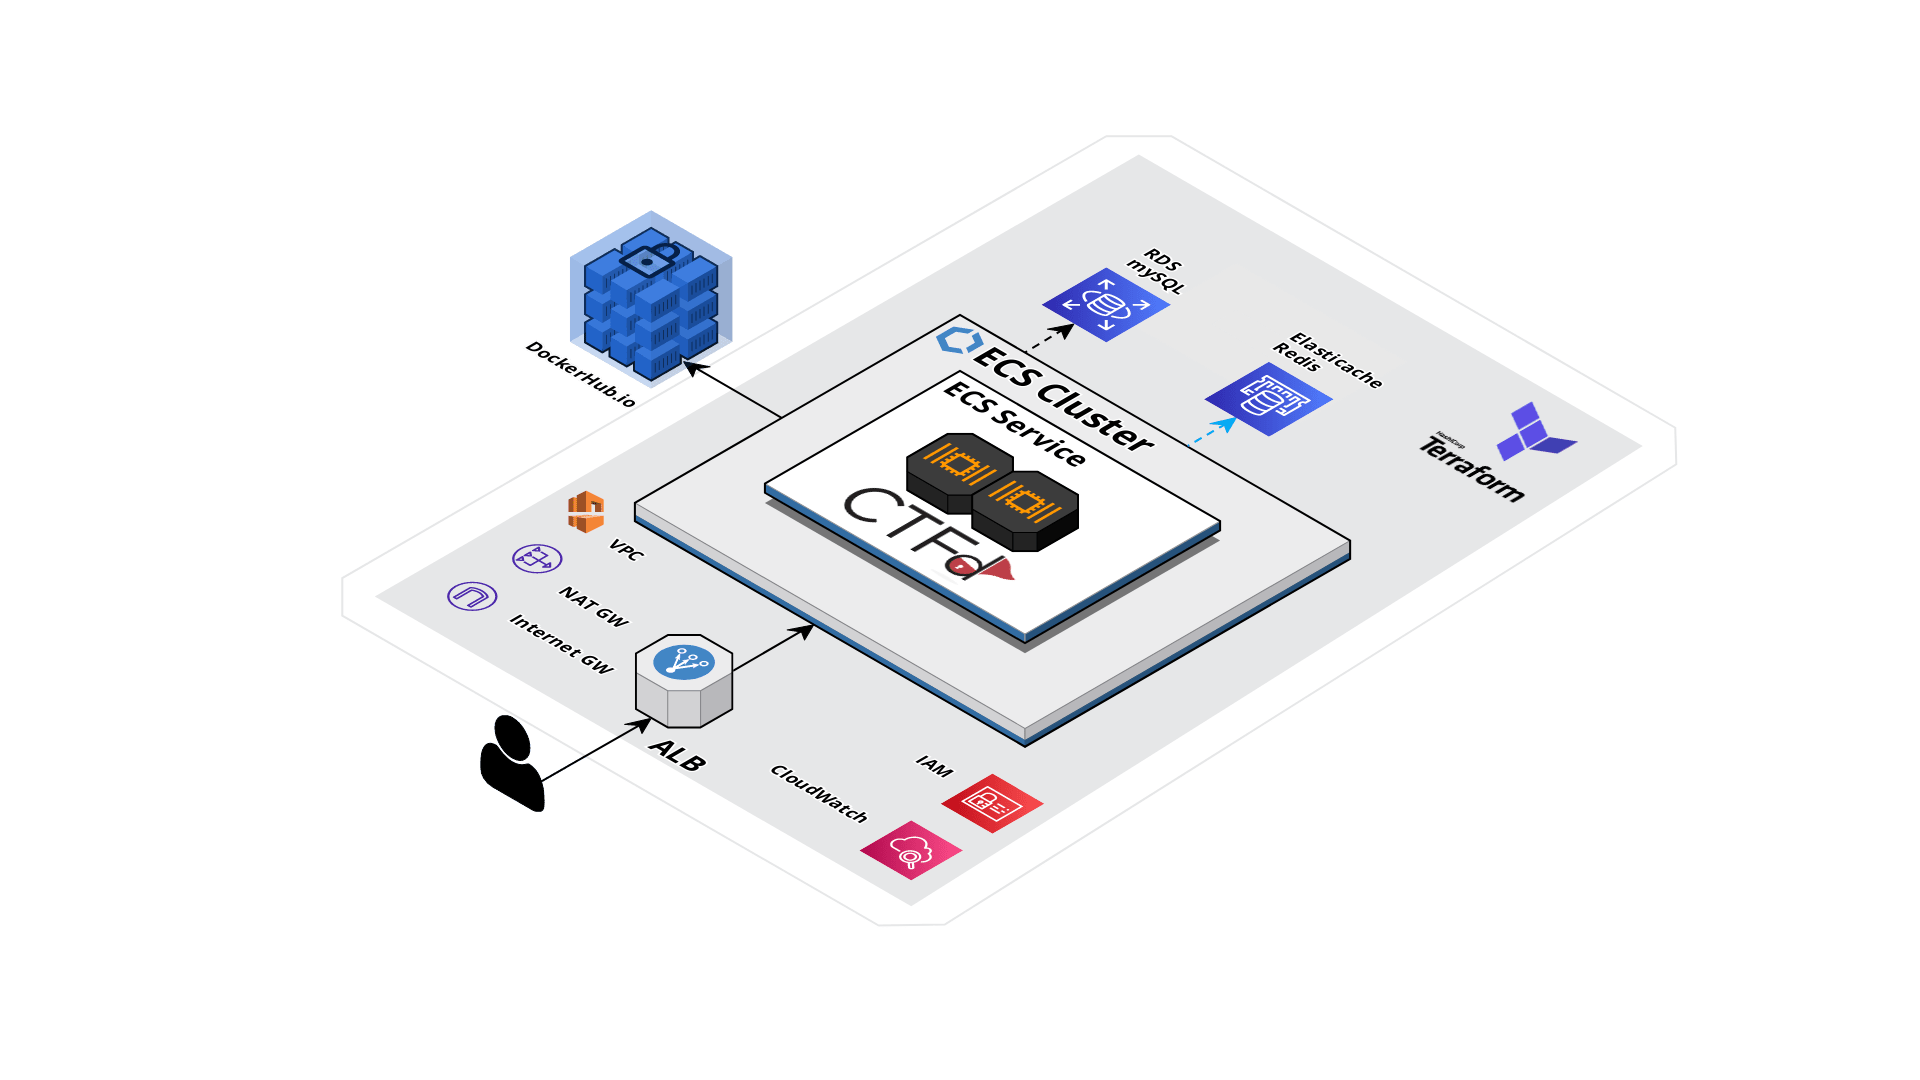 RDS
mySQL
Elasticache
Redis
DockerHub.io
ECS Cluster
ECS Service
CTFd
HashiCorp
Terraform
VPC
NAT GW
Internet GW
ALB
CloudWatch
IAM